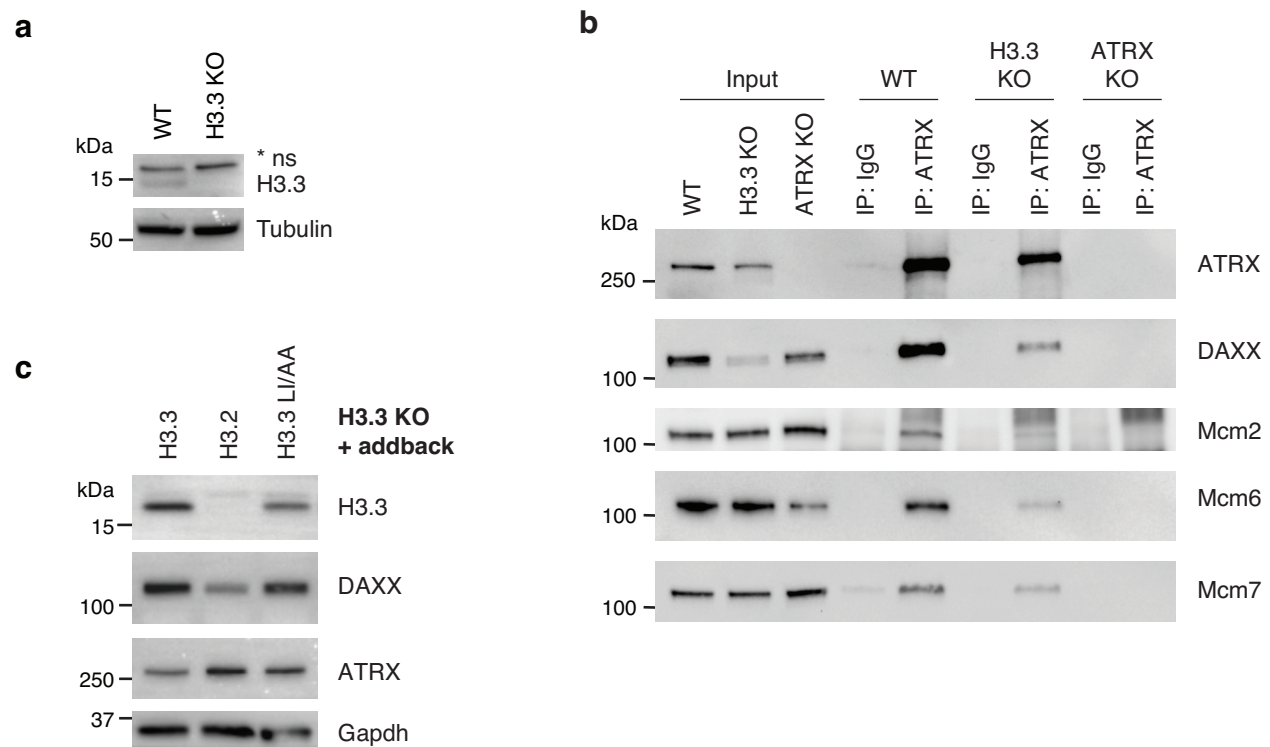 a
WT
H3.3 KO
kDa
* ns
15
H3.3
50
Tubulin
b
Input
WT
H3.3
KO
ATRX
KO
WT
H3.3 KO
ATRX KO
IP: IgG
IP: ATRX
IP: IgG
IP: ATRX
IP: IgG
IP: ATRX
kDa
250
ATRX
100
DAXX
100
Mcm2
100
Mcm6
100
Mcm7
c
H3.3
H3.2
H3.3 LI/AA
H3.3 KO
+ addback
kDa
15
H3.3
100
DAXX
250
ATRX
37
Gapdh